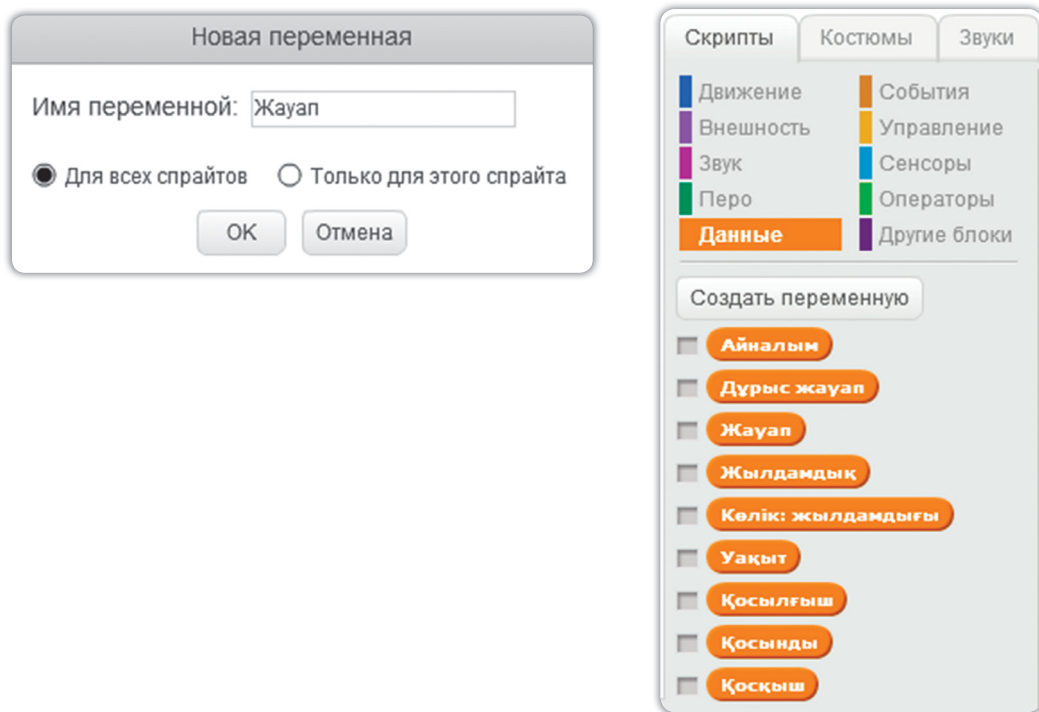 Новая переменная
Имя переменной: Жауап
Для всех спрайтов Только для этого спрайта
OK Отмена
Скрипты Костюмы Звуки
Движение События
Внешность Управление
Звук Сенсоры
Перо Операторы
Данные Другие блоки
Создать переменную
Айналым
Дұрыс жауап
Жауап
Жылдамдық
Көлік: жылдамдығы
Уақыт
Қосылғыш
Қосынды
Қосқыш